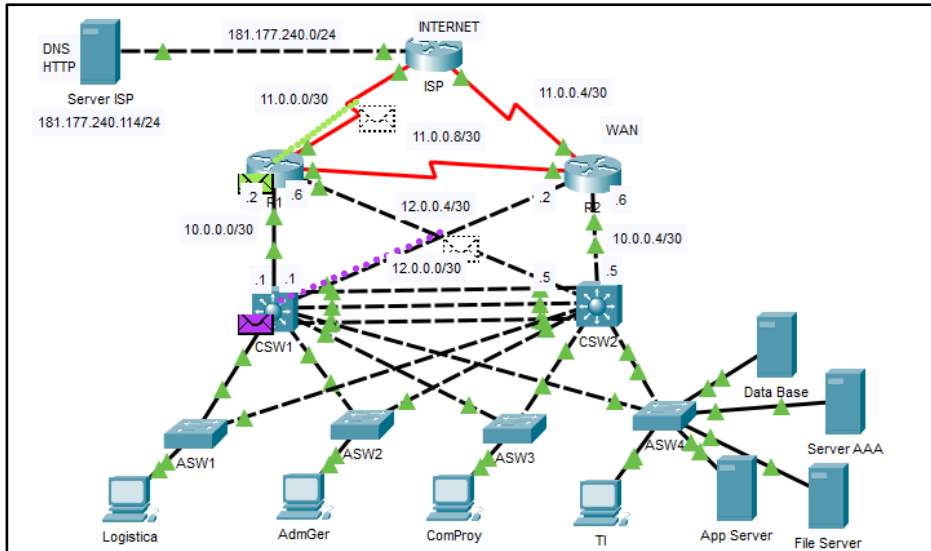 INTERNET
181.177.240.0/24
DNS
HTTP
ISP
Server ISP
11.0.0.0/30
11.0.0.4/30
181.177.240.114/24
11.0.0.8/30
WAN
R1
.2
.6
12.0.0.4/30
.2
R2
.6
10.0.0.0/30
10.0.0.4/30
12.0.0.0/30
.1
.1
.5
.5
CSW1
CSW2
Data Base
ASW1
ASW2
ASW3
ASW4
Server AAA
Logistica
AdmGer
ComProy
TI
App Server
File Server